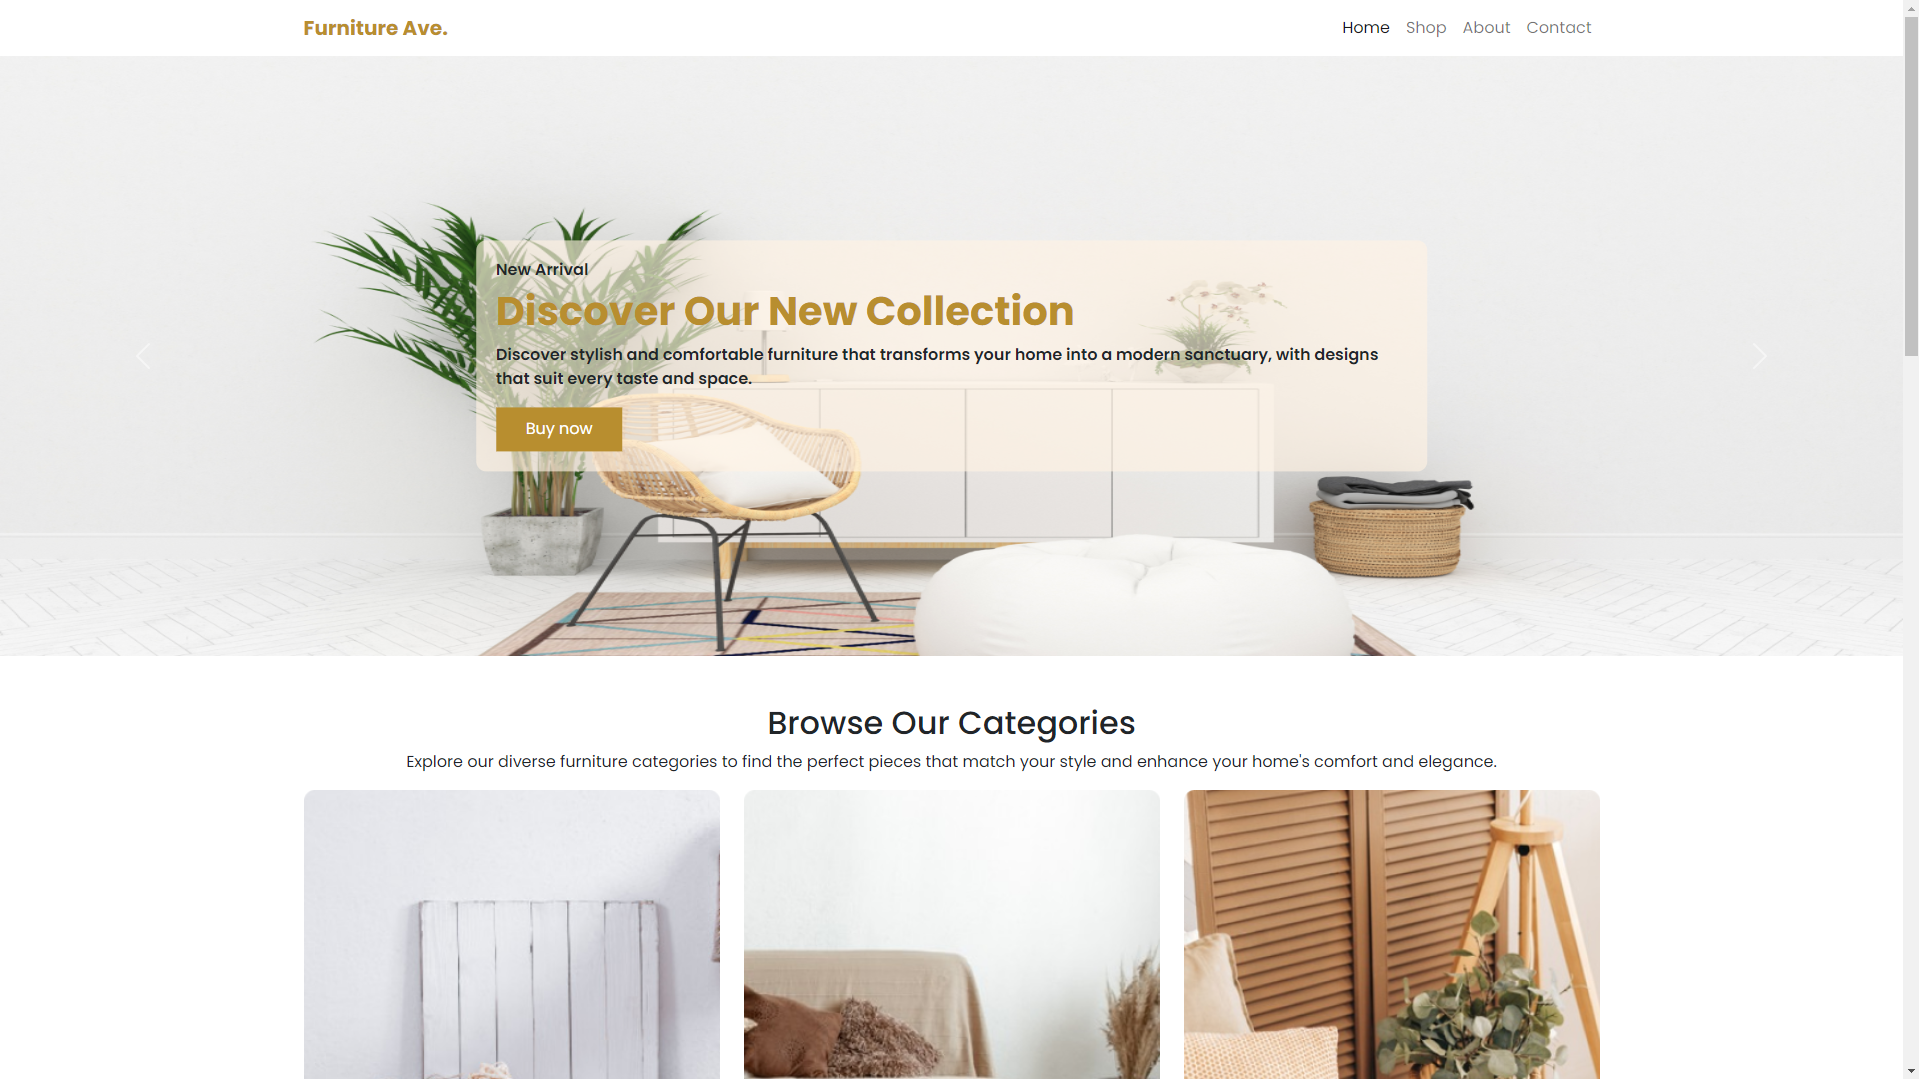 Furniture Ave.
Home Shop About Contact
New Arrival
Discover Our New Collection
Discover stylish and comfortable furniture that transforms your home into a modern sanctuary, with designs
that suit every taste and space.
Buy now
Browse Our Categories
Explore our diverse furniture categories to find the perfect pieces that match your style and enhance your home's comfort and elegance.